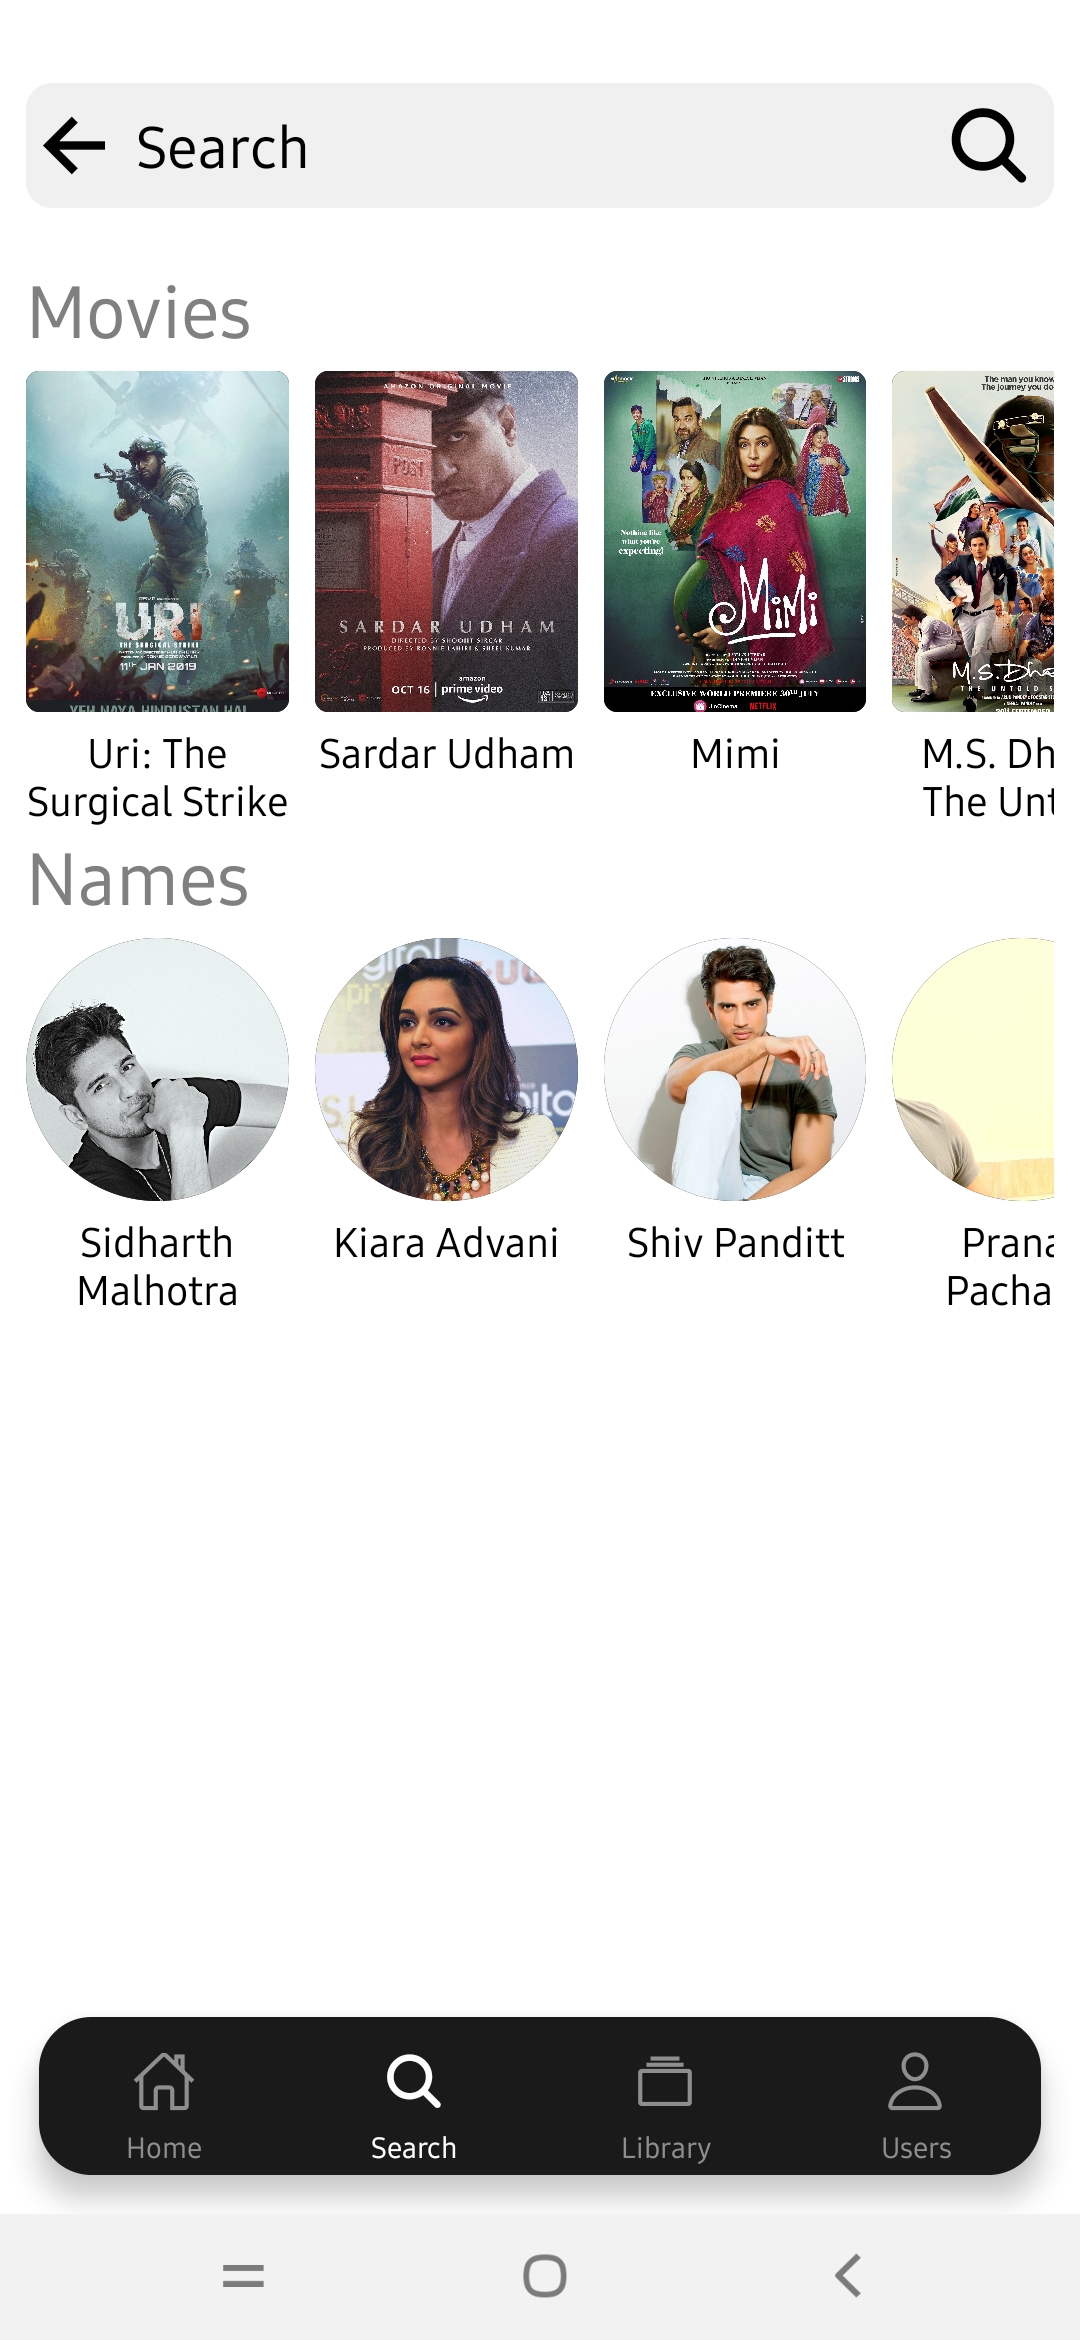 Search
Movies
AMAZON ORIGINAL MOVIE
POST
SARDAR UDHAM
DIRECTED BY SHOOJIT SIRCAR
PRODUCED BY RONNIE LAHIRI & SHEEL KUMAR
OCT 16
amazon
prime video
URI
THE SURGICAL STRIKE
11TH JAN 2019
YEH NAYA HINDUSTAN HAI
STUDIOS
Nothing like
what you're
expecting!
Mimi
EXCLUSIVE WORLD PREMIERE 30TH JULY
JioCinema
NETFLIX
The man you know
The journey you do
M.S. Dho
THE UNTOLD S
Uri: The
Surgical Strike
Sardar Udham
Mimi
M.S. Dh
The Unt
Names
Sidharth
Malhotra
Kiara Advani
Shiv Panditt
Prana
Pacha
Home
Search
Library
Users